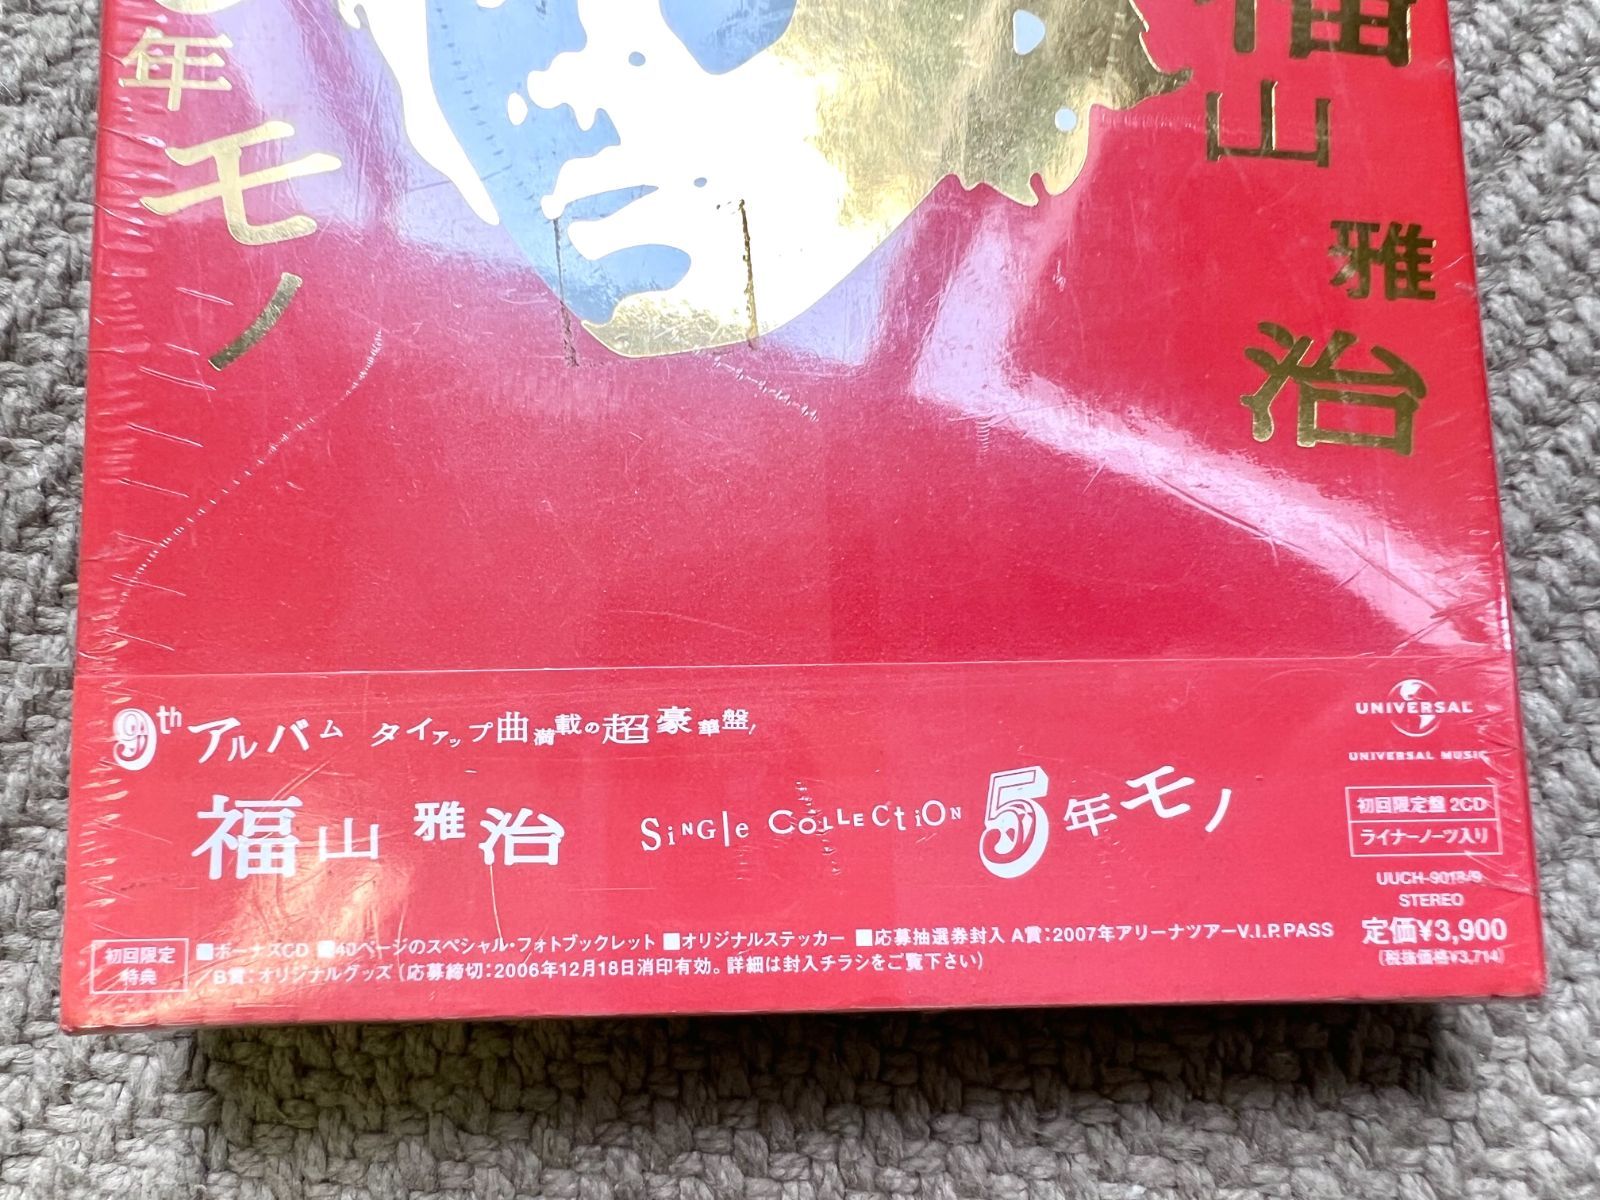 年モノ
福山雅治
9th アルバム タイアップ曲満載の超豪華盤!
福山雅治 SiNGle COLLECtiON 5年モノ
UNIVERSAL
UNIVERSAL MUSIC
初回限定盤 2CD
ライナーノーツ入り
UUCH-9018/9
STEREO
定価¥3,900
(税抜価格¥3,714)
初回限定
特典
■ボーナスCD ■40ページのスペシャル・フォトブックレット ■オリジナルステッカー ■応募抽選券封入 A賞:2007年アリーナツアーV.I.P.PASS
/B賞:オリジナルグッズ(応募締切:2006年12月18日消印有効。詳細は封入チラシをご覧下さい)